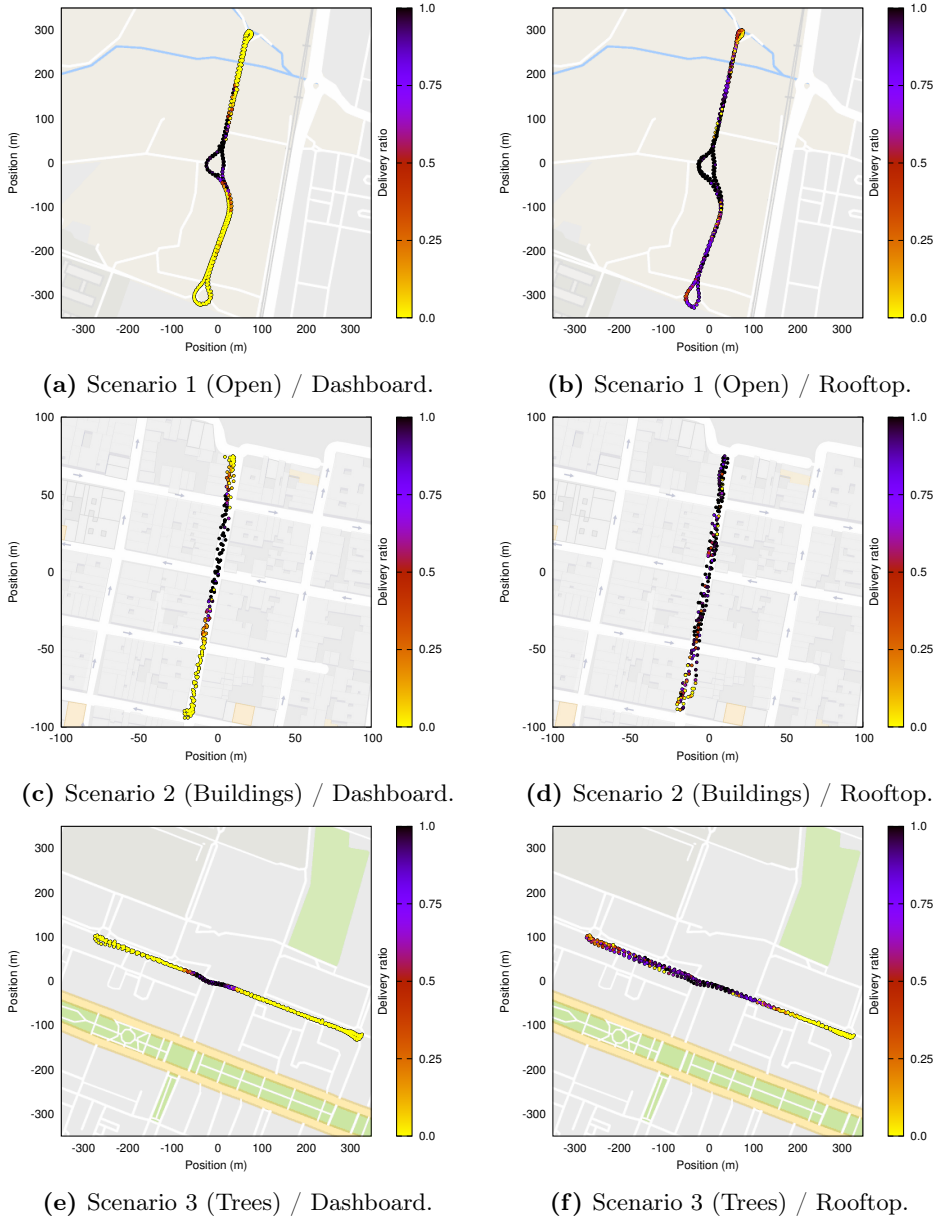 300
200
100
0
-100
-200
-300
Position (m)
-300 -200 -100 0 100 200 300
Position (m)
1.0
0.75
0.5
0.25
0.0
Delivery ratio
(a) Scenario 1 (Open) / Dashboard.
300
200
100
0
-100
-200
-300
Position (m)
-300 -200 -100 0 100 200 300
Position (m)
1.0
0.75
0.5
0.25
0.0
Delivery ratio
(b) Scenario 1 (Open) / Rooftop.
100
50
0
-50
-100
Position (m)
-100 -50 0 50 100
Position (m)
1.0
0.75
0.5
0.25
0.0
Delivery ratio
(c) Scenario 2 (Buildings) / Dashboard.
100
50
0
-50
-100
Position (m)
-100 -50 0 50 100
Position (m)
1.0
0.75
0.5
0.25
0.0
Delivery ratio
(d) Scenario 2 (Buildings) / Rooftop.
300
200
100
0
-100
-200
-300
Position (m)
-300 -200 -100 0 100 200 300
Position (m)
1.0
0.75
0.5
0.25
0.0
Delivery ratio
(e) Scenario 3 (Trees) / Dashboard.
300
200
100
0
-100
-200
-300
Position (m)
-300 -200 -100 0 100 200 300
Position (m)
1.0
0.75
0.5
0.25
0.0
Delivery ratio
(f) Scenario 3 (Trees) / Rooftop.